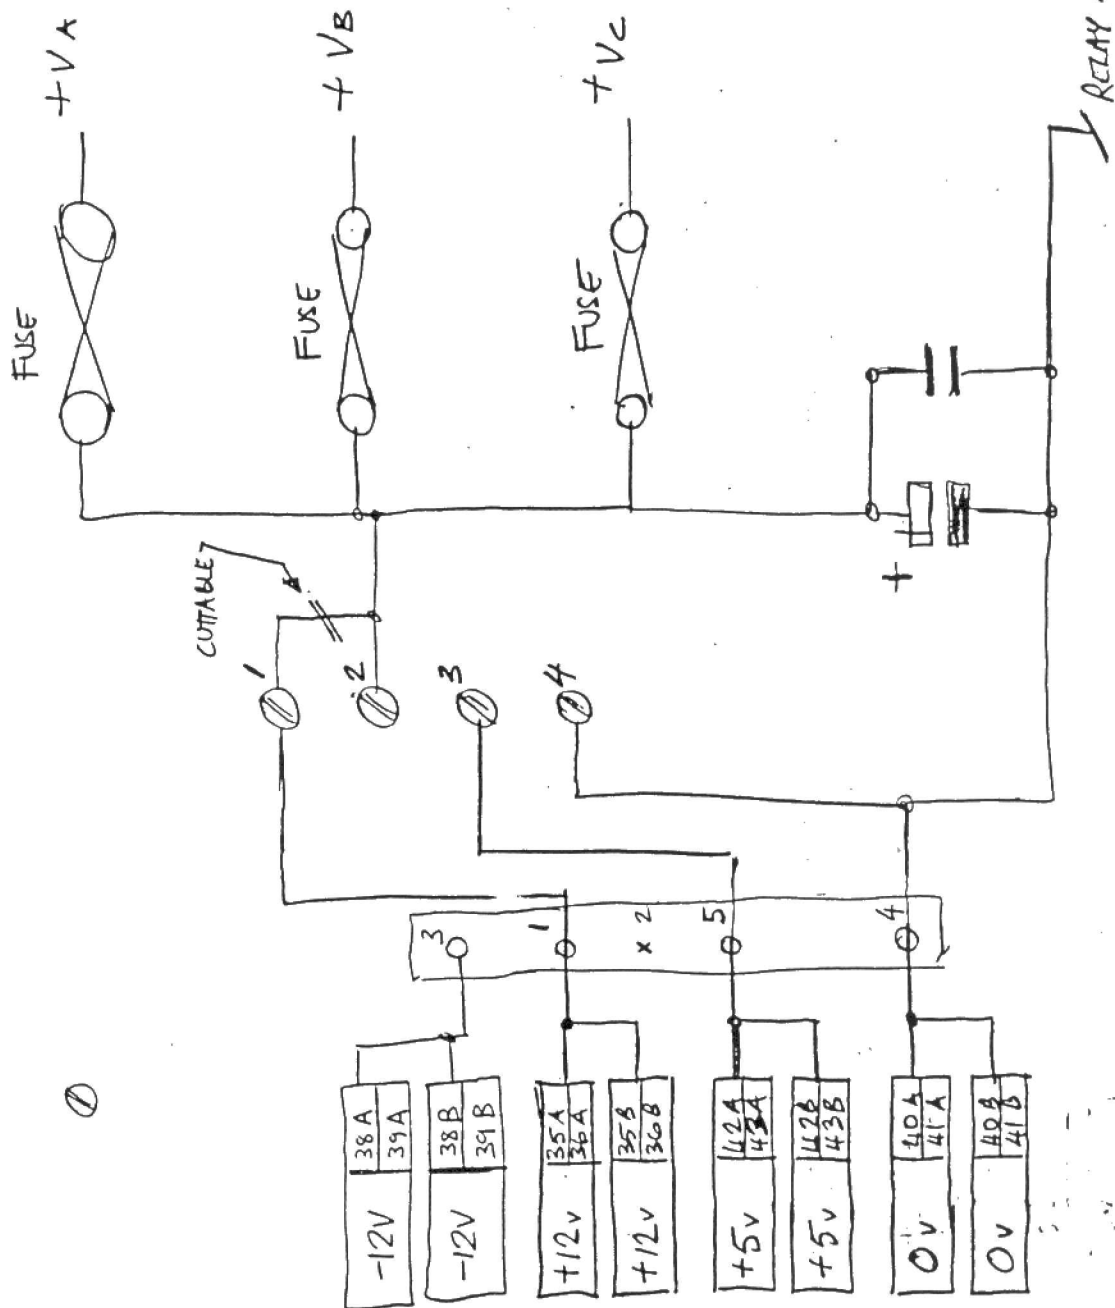 +VA
FUSE
+VB
FUSE
+VC
FUSE
CUTTABLE
1
2
3
4
+
RELAY
3
1
x 2
5
4
-12V
38A
39A
-12V
38B
39B
+12V
35A
36A
+12V
35B
36B
+5V
42A
43A
+5V
42B
43B
0V
40A
41A
0V
40B
41B